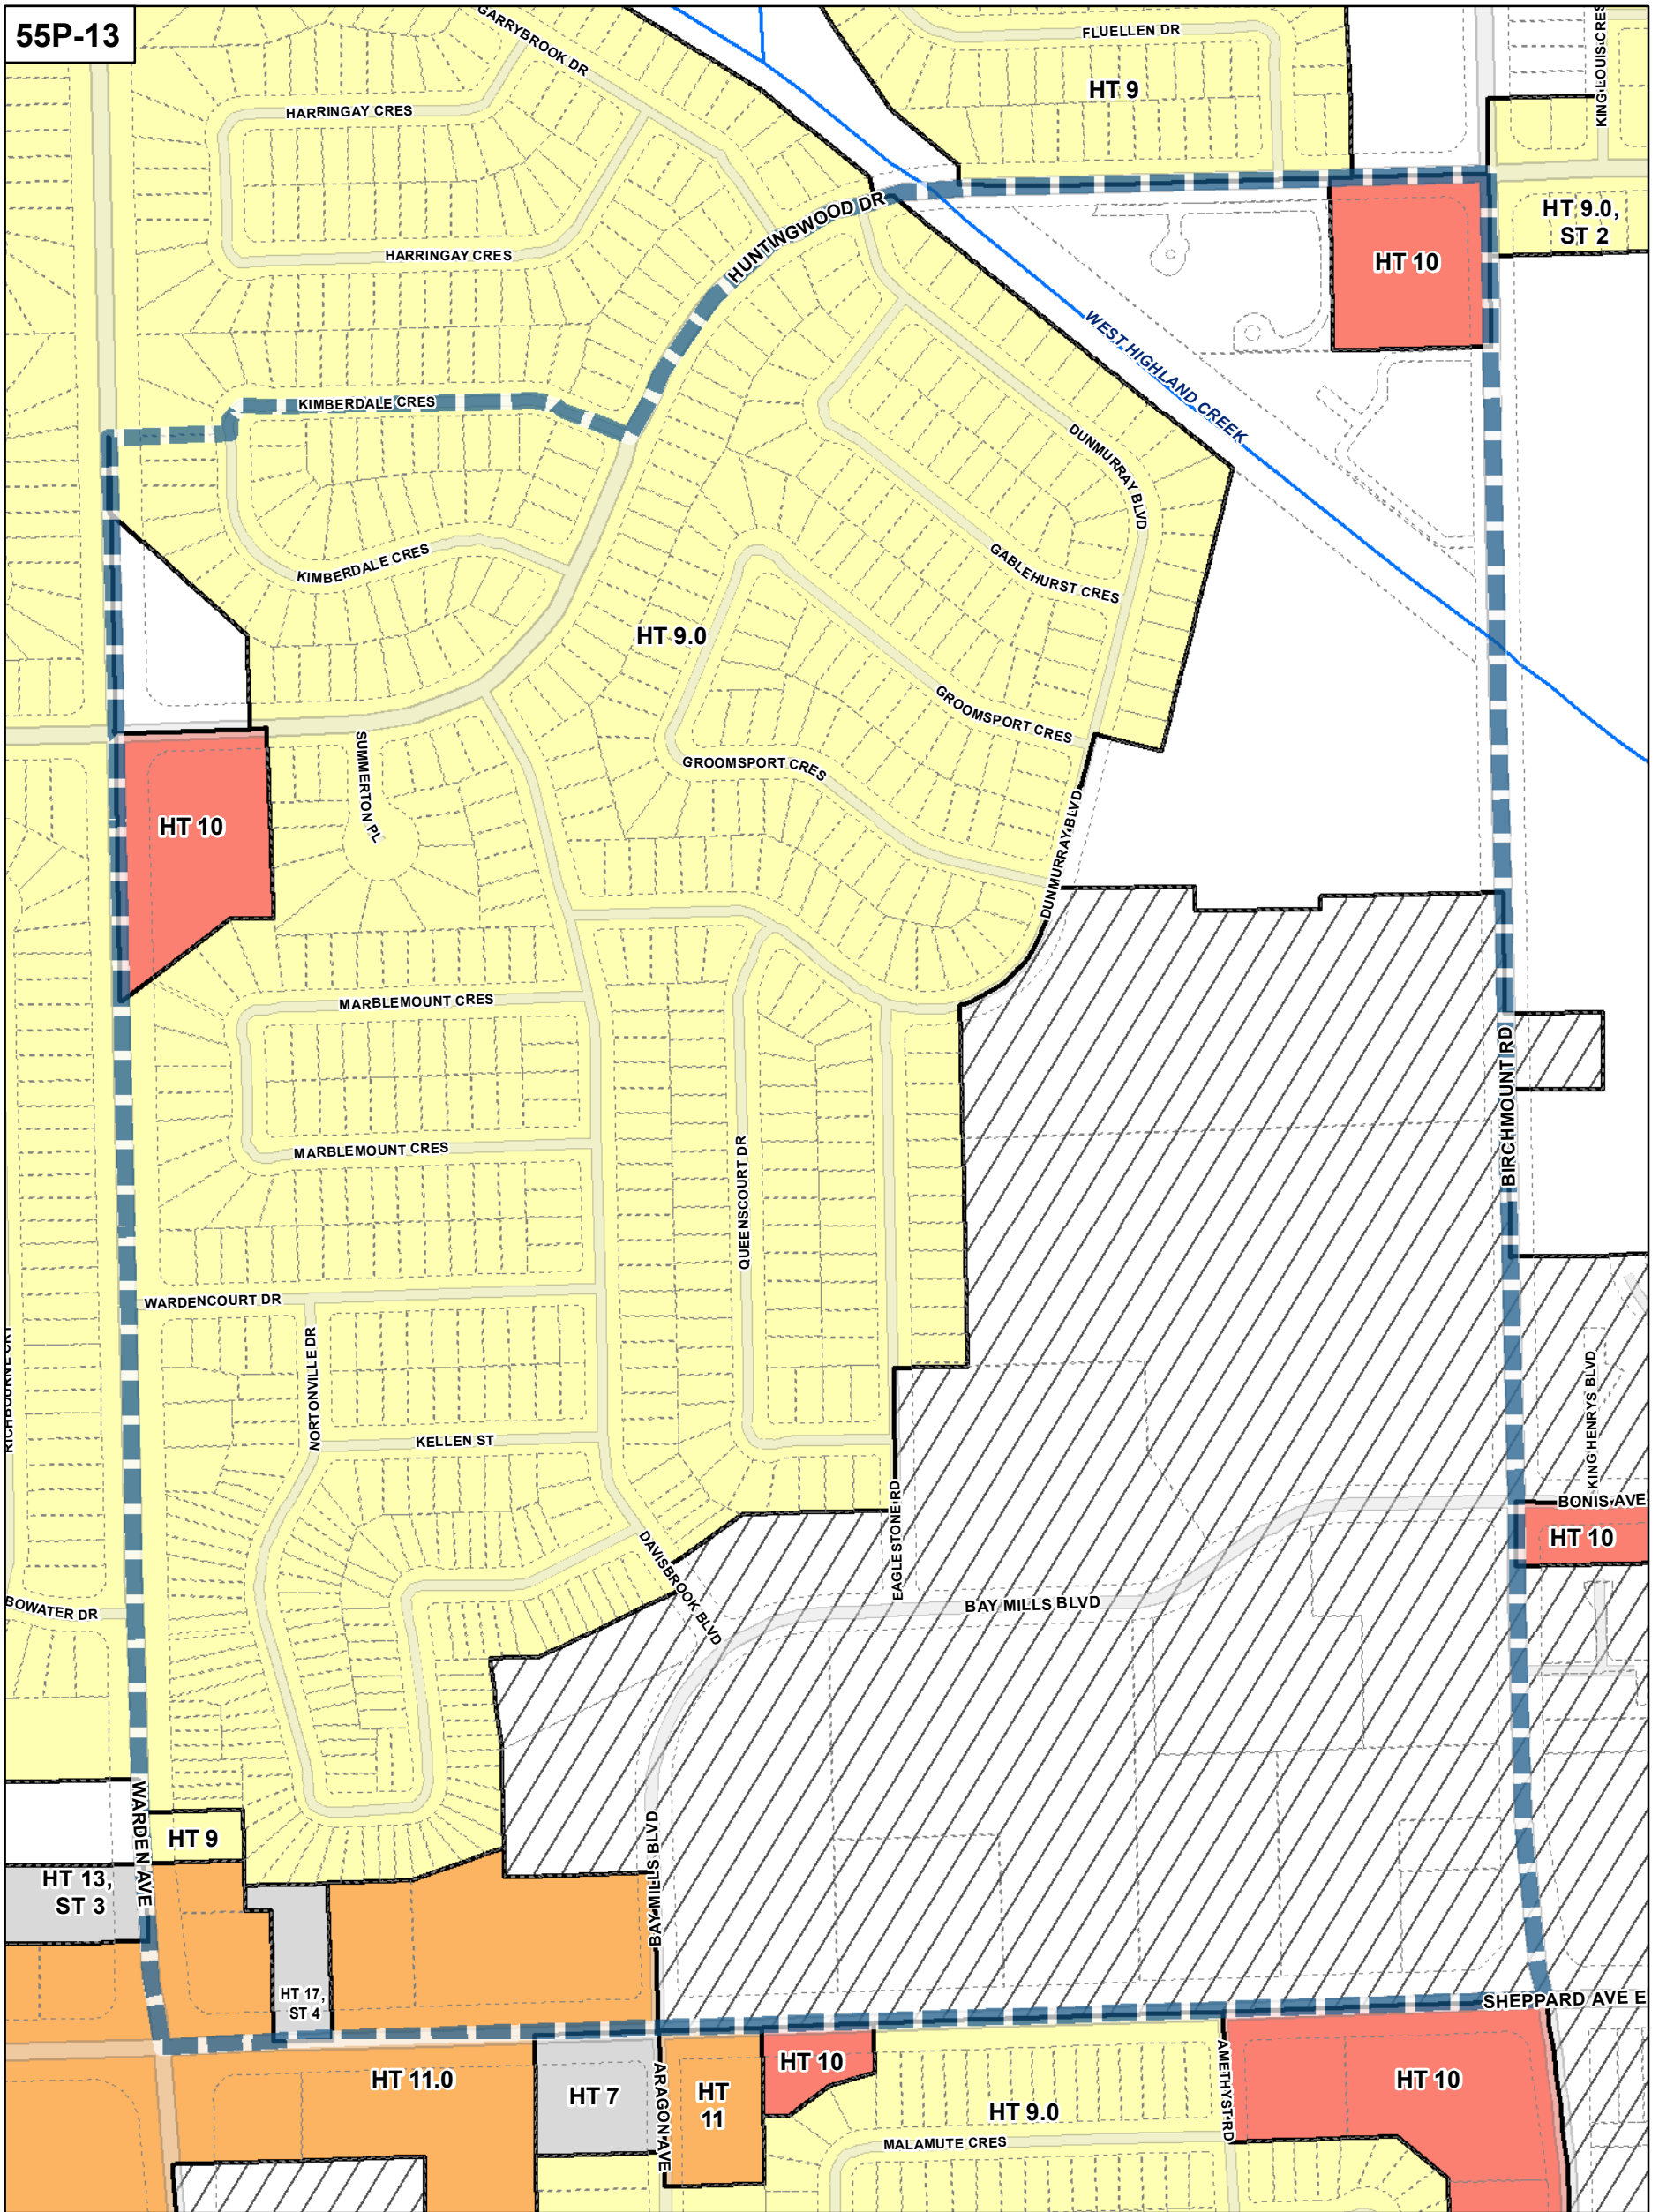 55P-13
GARRYBROOK DR
FLUELLEN DR
HT 9
HARRINGAY CRES
HT 9.0,
ST 2
HUNTINGWOOD DR
HARRINGAY CRES
HT 10
WEST HIGHLAND CREEK
KIMBERDALE CRES
DUNMURRAY BLVD
KIMBERDALE CRES
GABLEHURST CRES
HT 9.0
GROOMSPORT CRES
SUMMERTON PL
GROOMSPORT CRES
HT 10
DUNMURRAY BLVD
MARBLEMOUNT CRES
BIRCHMOUNT RD
MARBLEMOUNT CRES
QUEENSCOURT DR
WARDENCOURT DR
NORTONVILLE DR
KING HENRYS BLVD
KELLEN ST
EAGLESTONE RD
BONIS AVE
HT 10
DAVISBROOK BLVD
BOWATER DR
BAY MILLS BLVD
WARDEN AVE
HT 9
BAY MILLS BLVD
HT 13,
ST 3
HT 17,
ST 4
SHEPPARD AVE E
HT 11.0
HT 7
ARAGON AVE
HT
11
HT 10
HT 9.0
AMETHYST RD
HT 10
MALAMUTE CRES